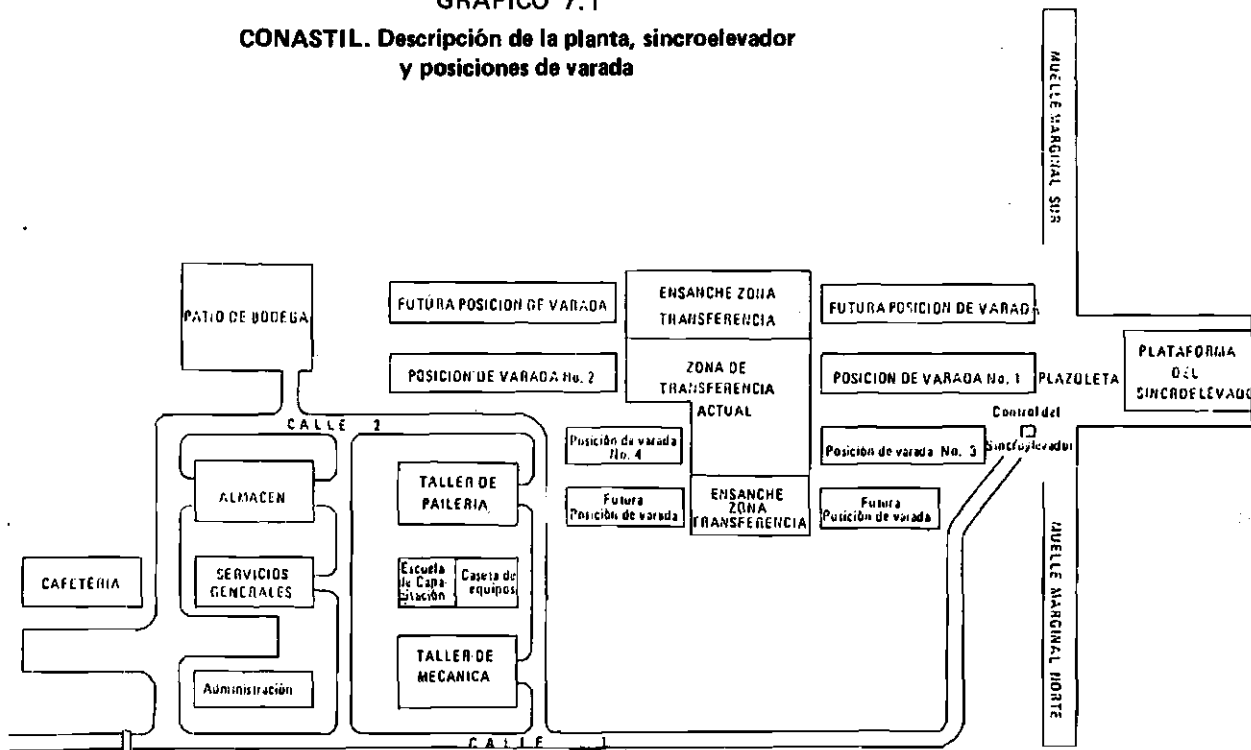 GRAFICO 7.1
CONASTIL. Descripción de la planta, sincroelevador
y posiciones de varada
MUELLE MARGINAL SUR
PATIO DE BODEGA
FUTURA POSICION DE VARADA
ENSANCHE ZONA
TRANSFERENCIA
FUTURA POSICION DE VARADA
POSICION DE VARADA No. 2
ZONA DE
TRANSFERENCIA
ACTUAL
POSICION DE VARADA No. 1
PLAZOLETA
PLATAFORMA
DEL
SINCROELEVADO
CALLE 2
Control del
Sincroelevador
Posición de varada
No. 4
Posición de varada No. 3
ALMACEN
TALLER DE
PAILERIA
Futura
Posición de varada
ENSANCHE
ZONA
TRANSFERENCIA
Futura
Posición de varada
CAFETERIA
SERVICIOS
GENERALES
Escuela
de Capa-
citación
Caseta de
equipos
MUELLE MARGINAL NORTE
Administración
TALLER DE
MECANICA
CALLE 1